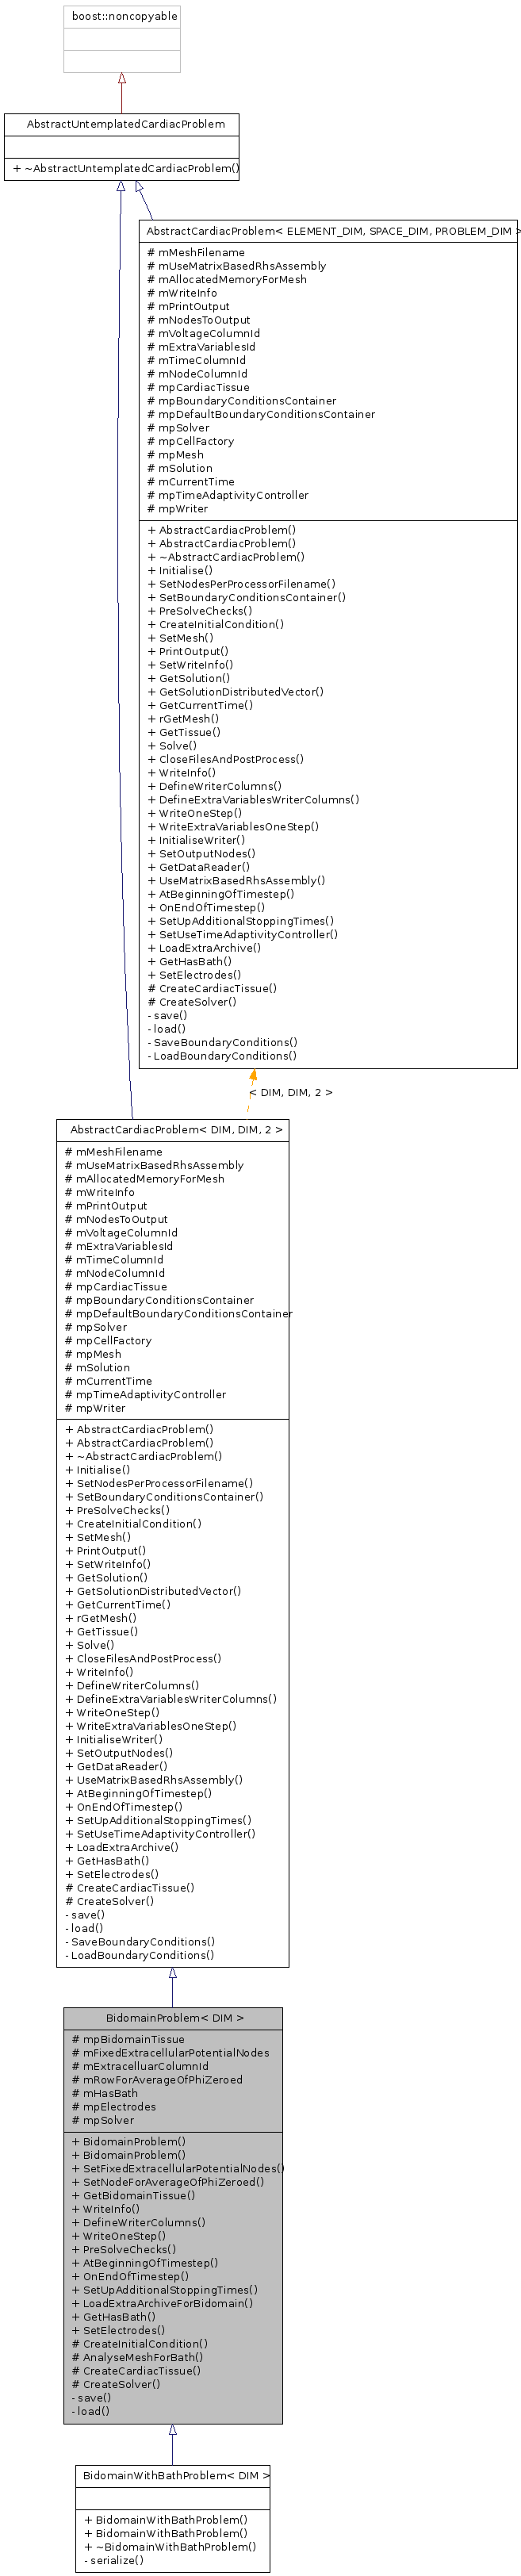 boost::noncopyable
AbstractUntemplatedCardiacProblem
+ ~AbstractUntemplatedCardiacProblem()
AbstractCardiacProblem< ELEMENT_DIM, SPACE_DIM, PROBLEM_DIM >
# mMeshFilename
# mUseMatrixBasedRhsAssembly
# mAllocatedMemoryForMesh
# mWriteInfo
# mPrintOutput
# mNodesToOutput
# mVoltageColumnId
# mExtraVariablesId
# mTimeColumnId
# mNodeColumnId
# mpCardiacTissue
# mpBoundaryConditionsContainer
# mpDefaultBoundaryConditionsContainer
# mpSolver
# mpCellFactory
# mpMesh
# mSolution
# mCurrentTime
# mpTimeAdaptivityController
# mpWriter
+ AbstractCardiacProblem()
+ AbstractCardiacProblem()
+ ~AbstractCardiacProblem()
+ Initialise()
+ SetNodesPerProcessorFilename()
+ SetBoundaryConditionsContainer()
+ PreSolveChecks()
+ CreateInitialCondition()
+ SetMesh()
+ PrintOutput()
+ SetWriteInfo()
+ GetSolution()
+ GetSolutionDistributedVector()
+ GetCurrentTime()
+ rGetMesh()
+ GetTissue()
+ Solve()
+ CloseFilesAndPostProcess()
+ WriteInfo()
+ DefineWriterColumns()
+ DefineExtraVariablesWriterColumns()
+ WriteOneStep()
+ WriteExtraVariablesOneStep()
+ InitialiseWriter()
+ SetOutputNodes()
+ GetDataReader()
+ UseMatrixBasedRhsAssembly()
+ AtBeginningOfTimestep()
+ OnEndOfTimestep()
+ SetUpAdditionalStoppingTimes()
+ SetUseTimeAdaptivityController()
+ LoadExtraArchive()
+ GetHasBath()
+ SetElectrodes()
# CreateCardiacTissue()
# CreateSolver()
- save()
- load()
- SaveBoundaryConditions()
- LoadBoundaryConditions()
< DIM, DIM, 2 >
AbstractCardiacProblem< DIM, DIM, 2 >
# mMeshFilename
# mUseMatrixBasedRhsAssembly
# mAllocatedMemoryForMesh
# mWriteInfo
# mPrintOutput
# mNodesToOutput
# mVoltageColumnId
# mExtraVariablesId
# mTimeColumnId
# mNodeColumnId
# mpCardiacTissue
# mpBoundaryConditionsContainer
# mpDefaultBoundaryConditionsContainer
# mpSolver
# mpCellFactory
# mpMesh
# mSolution
# mCurrentTime
# mpTimeAdaptivityController
# mpWriter
+ AbstractCardiacProblem()
+ AbstractCardiacProblem()
+ ~AbstractCardiacProblem()
+ Initialise()
+ SetNodesPerProcessorFilename()
+ SetBoundaryConditionsContainer()
+ PreSolveChecks()
+ CreateInitialCondition()
+ SetMesh()
+ PrintOutput()
+ SetWriteInfo()
+ GetSolution()
+ GetSolutionDistributedVector()
+ GetCurrentTime()
+ rGetMesh()
+ GetTissue()
+ Solve()
+ CloseFilesAndPostProcess()
+ WriteInfo()
+ DefineWriterColumns()
+ DefineExtraVariablesWriterColumns()
+ WriteOneStep()
+ WriteExtraVariablesOneStep()
+ InitialiseWriter()
+ SetOutputNodes()
+ GetDataReader()
+ UseMatrixBasedRhsAssembly()
+ AtBeginningOfTimestep()
+ OnEndOfTimestep()
+ SetUpAdditionalStoppingTimes()
+ SetUseTimeAdaptivityController()
+ LoadExtraArchive()
+ GetHasBath()
+ SetElectrodes()
# CreateCardiacTissue()
# CreateSolver()
- save()
- load()
- SaveBoundaryConditions()
- LoadBoundaryConditions()
BidomainProblem< DIM >
# mpBidomainTissue
# mFixedExtracellularPotentialNodes
# mExtracelluarColumnId
# mRowForAverageOfPhiZeroed
# mHasBath
# mpElectrodes
# mpSolver
+ BidomainProblem()
+ BidomainProblem()
+ SetFixedExtracellularPotentialNodes()
+ SetNodeForAverageOfPhiZeroed()
+ GetBidomainTissue()
+ WriteInfo()
+ DefineWriterColumns()
+ WriteOneStep()
+ PreSolveChecks()
+ AtBeginningOfTimestep()
+ OnEndOfTimestep()
+ SetUpAdditionalStoppingTimes()
+ LoadExtraArchiveForBidomain()
+ GetHasBath()
+ SetElectrodes()
# CreateInitialCondition()
# AnalyseMeshForBath()
# CreateCardiacTissue()
# CreateSolver()
- save()
- load()
BidomainWithBathProblem< DIM >
+ BidomainWithBathProblem()
+ BidomainWithBathProblem()
+ ~BidomainWithBathProblem()
- serialize()